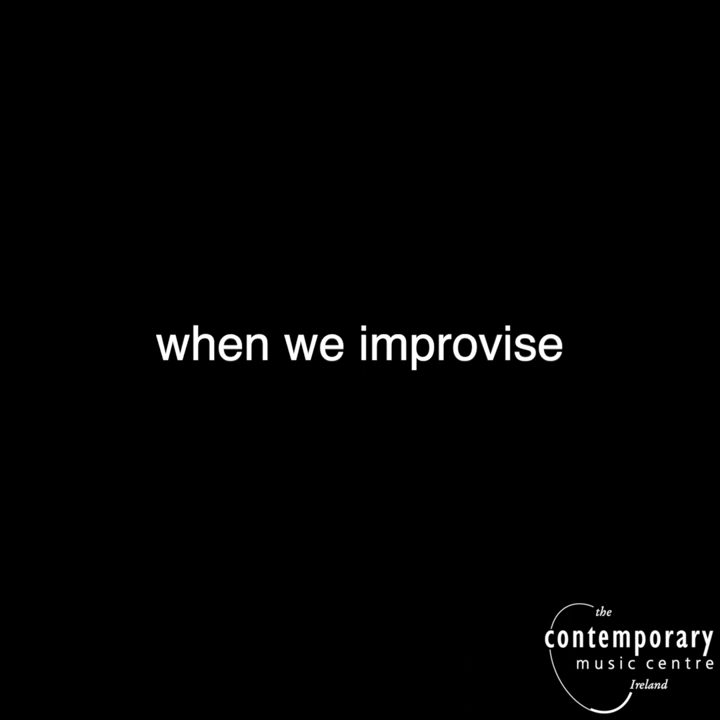 when we improvise
the
contemporary
music centre
Ireland